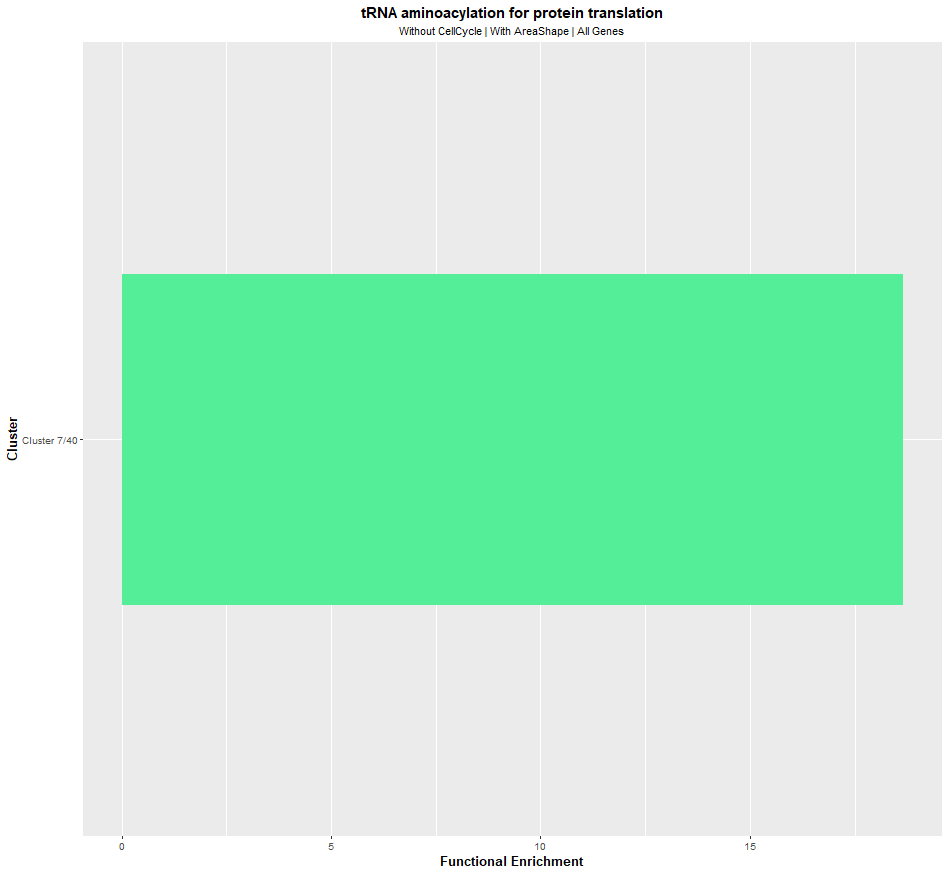 tRNA aminoacylation for protein translation
Without CellCycle | With AreaShape | All Genes
Cluster
Cluster 7/40
0 5 10 15
Functional Enrichment